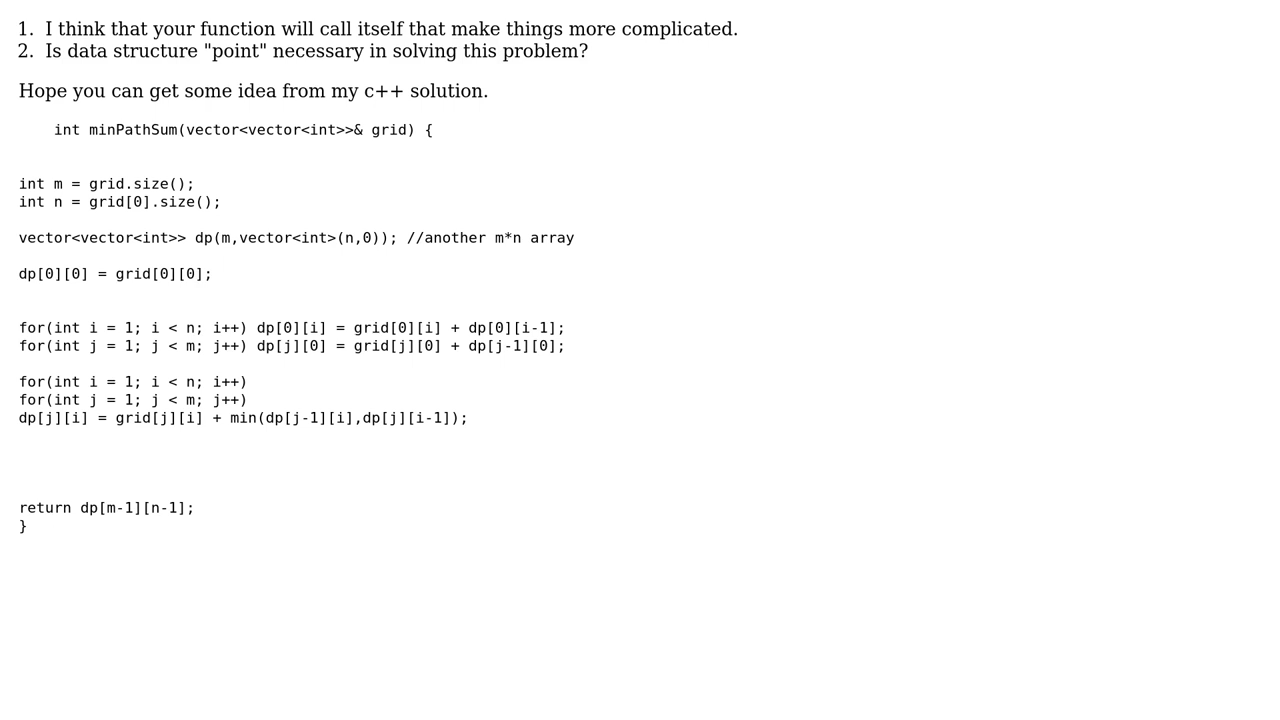 1. I think that your function will call itself that make things more complicated.
2. Is data structure "point" necessary in solving this problem?
Hope you can get some idea from my c++ solution.
int minPathSum(vector<vector<int>>& grid) {
int m = grid.size();
int n = grid[0].size();
vector<vector<int>> dp(m,vector<int>(n,0)); //another m*n array
dp[0][0] = grid[0][0];
for(int i = 1; i < n; i++) dp[0][i] = grid[0][i] + dp[0][i-1];
for(int j = 1; j < m; j++) dp[j][0] = grid[j][0] + dp[j-1][0];
for(int i = 1; i < n; i++)
for(int j = 1; j < m; j++)
dp[j][i] = grid[j][i] + min(dp[j-1][i],dp[j][i-1]);
return dp[m-1][n-1];
}